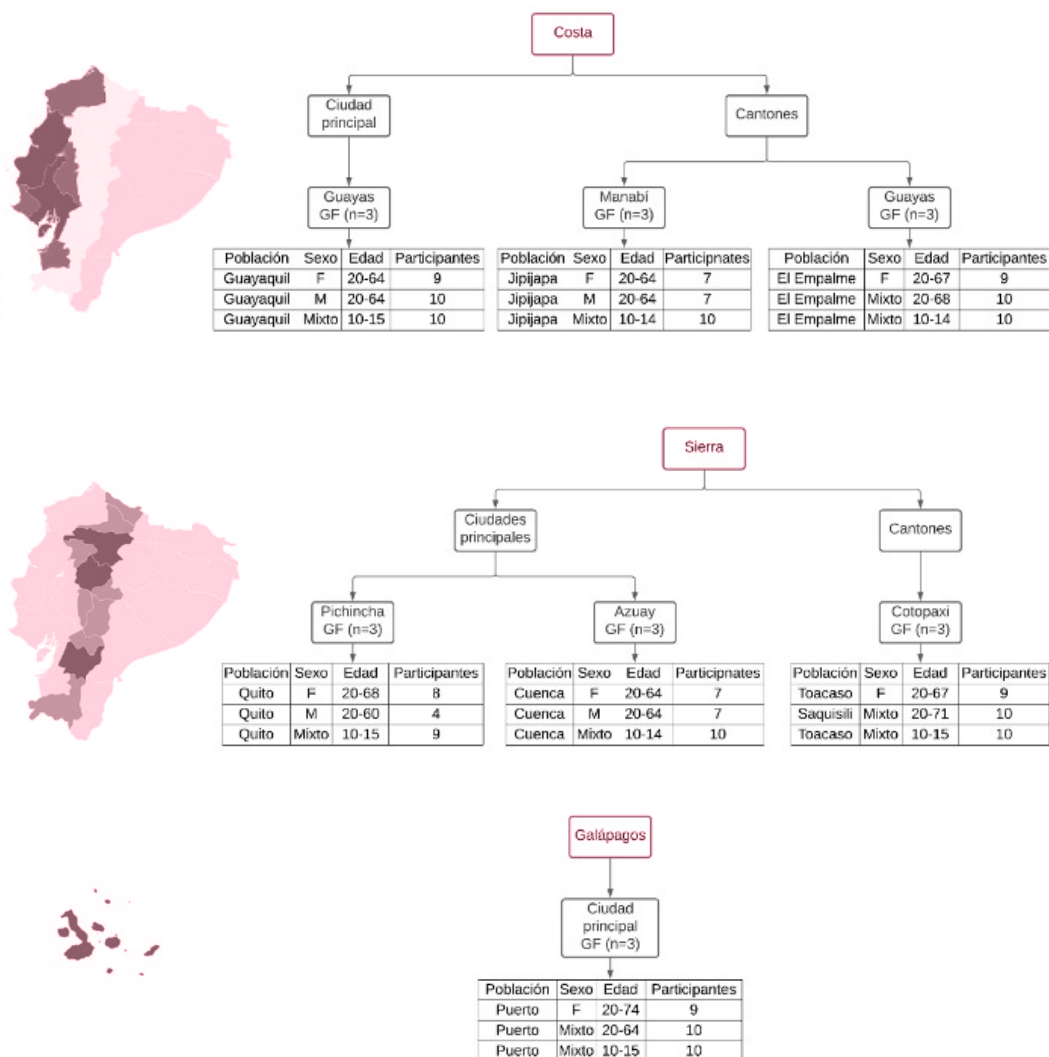 Costa
Ciudad
principal
Cantones
Guayas
GF (n=3)
Manabí
GF (n=3)
Guayas
GF (n=3)
Población Sexo Edad Participantes
Guayaquil F 20-64 9
Guayaquil M 20-64 10
Guayaquil Mixto 10-15 10
Población Sexo Edad Participnates
Jipijapa F 20-64 7
Jipijapa M 20-64 7
Jipijapa Mixto 10-14 10
Población Sexo Edad Participantes
El Empalme F 20-67 9
El Empalme Mixto 20-68 10
El Empalme Mixto 10-14 10
Sierra
Ciudades
principales
Cantones
Pichincha
GF (n=3)
Azuay
GF (n=3)
Cotopaxi
GF (n=3)
Población Sexo Edad Participantes
Quito F 20-68 8
Quito M 20-60 4
Quito Mixto 10-15 9
Población Sexo Edad Participnates
Cuenca F 20-64 7
Cuenca M 20-64 7
Cuenca Mixto 10-14 10
Población Sexo Edad Participantes
Toacaso F 20-67 9
Saquisili Mixto 20-71 10
Toacaso Mixto 10-15 10
Galápagos
Ciudad
principal
GF (n=3)
Población Sexo Edad Participantes
Puerto F 20-74 9
Puerto Mixto 20-64 10
Puerto Mixto 10-15 10